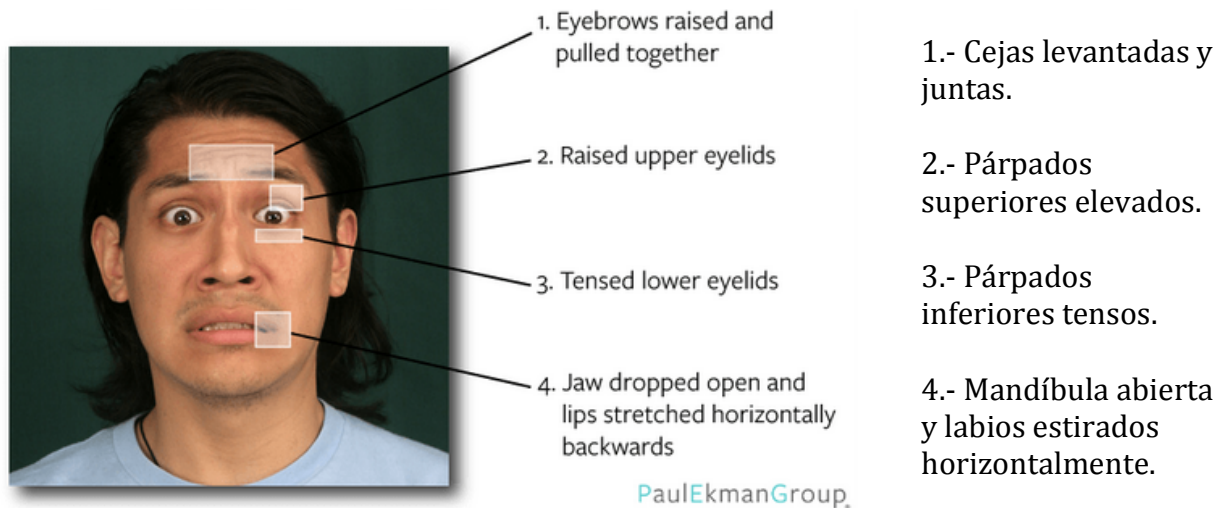 1. Eyebrows raised and
pulled together
2. Raised upper eyelids
3. Tensed lower eyelids
4. Jaw dropped open and
lips stretched horizontally
backwards
PaulEkmanGroup®
1.- Cejas levantadas y
juntas.
2.- Párpados
superiores elevados.
3.- Párpados
inferiores tensos.
4.- Mandíbula abierta
y labios estirados
horizontalmente.